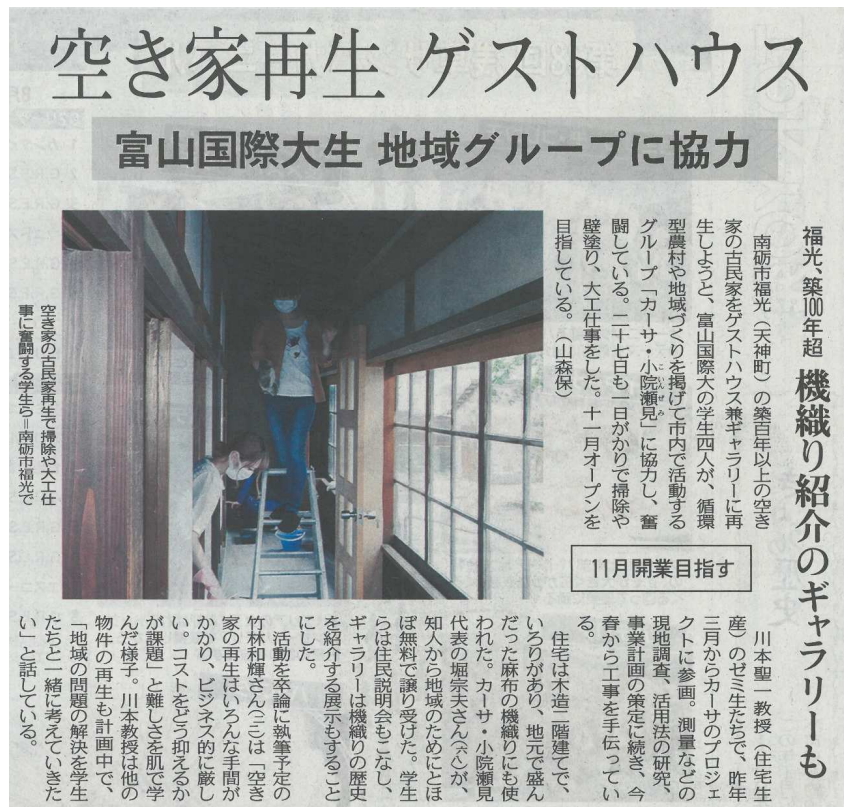 空き家再生 ゲストハウス
富山国際大生 地域グループに協力
福光、築100年超
機織り紹介のギャラリーも
南砺市福光（天神町）の築百年以上の空き
家の古民家をゲストハウス兼ギャラリーに再
生しようと、富山国際大の学生四人が、循環
型農村や地域づくりを掲げて市内で活動する
グループ「カーサ・小院瀬見」に協力し、奮
こいんぜみ
闘している。二十七日も一日がかりで掃除や
壁塗り、大工仕事をした。十一月オープンを
目指している。（山森保）
空き家の古民家再生で掃除や大工仕
事に奮闘する学生ら＝南砺市福光で
11月開業目指す
川本聖一教授（住宅生
産）のゼミ生たちで、昨年
三月からカーサのプロジェ
クトに参画。測量などの
現地調査、活用法の研究、
事業計画の策定に続き、今
春から工事を手伝ってい
る。
住宅は木造二階建てで、
いろりがあり、地元で盛ん
だった麻布の機織りにも使
われた。カーサ・小院瀬見
代表の堀宗夫さん（六八）が、
知人から地域のためにとほ
ぼ無料で譲り受けた。学生
らは住民説明会もこなし、
ギャラリーは機織りの歴史
を紹介する展示もすること
にした。
活動を卒論に執筆予定の
竹林和輝さん（二一）は「空き
家の再生はいろんな手間が
かかり、ビジネス的に厳し
い。コストをどう抑えるか
が課題」と難しさを肌で学
んだ様子。川本教授は他の
物件の再生も計画中で、
「地域の問題の解決を学生
たちと一緒に考えていきた
い」と話している。